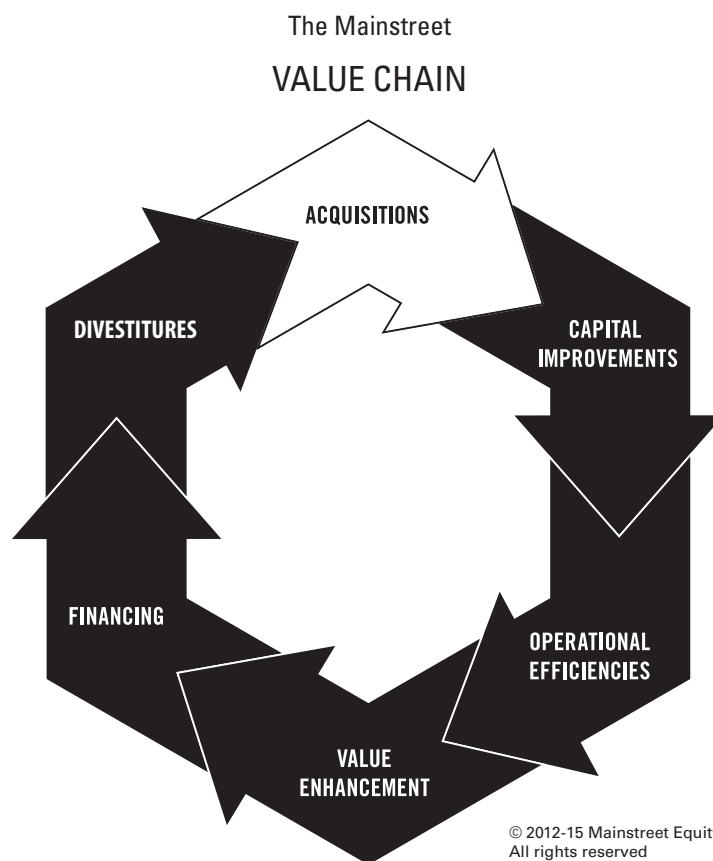 The Mainstreet
VALUE CHAIN
ACQUISITIONS
DIVESTITURES
CAPITAL
IMPROVEMENTS
FINANCING
OPERATIONAL
EFFICIENCIES
VALUE
ENHANCEMENT
© 2012-15 Mainstreet Equit
All rights reserved